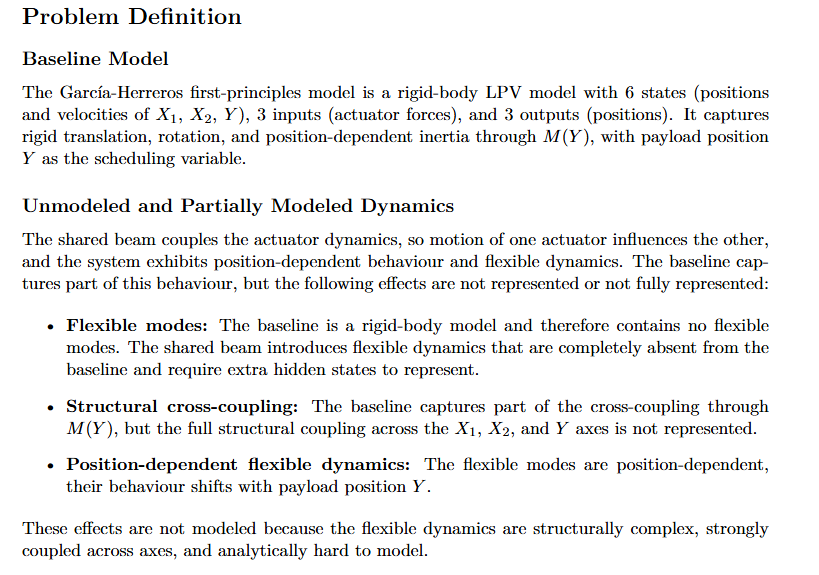 Problem Definition
Baseline Model
The García-Herreros first-principles model is a rigid-body LPV model with 6 states (positions
and velocities of X₁, X₂, Y), 3 inputs (actuator forces), and 3 outputs (positions). It captures
rigid translation, rotation, and position-dependent inertia through M(Y), with payload position
Y as the scheduling variable.
Unmodeled and Partially Modeled Dynamics
The shared beam couples the actuator dynamics, so motion of one actuator influences the other,
and the system exhibits position-dependent behaviour and flexible dynamics. The baseline cap-
tures part of this behaviour, but the following effects are not represented or not fully represented:
• Flexible modes: The baseline is a rigid-body model and therefore contains no flexible
modes. The shared beam introduces flexible dynamics that are completely absent from the
baseline and require extra hidden states to represent.
• Structural cross-coupling: The baseline captures part of the cross-coupling through
M(Y), but the full structural coupling across the X₁, X₂, and Y axes is not represented.
• Position-dependent flexible dynamics: The flexible modes are position-dependent,
their behaviour shifts with payload position Y.
These effects are not modeled because the flexible dynamics are structurally complex, strongly
coupled across axes, and analytically hard to model.